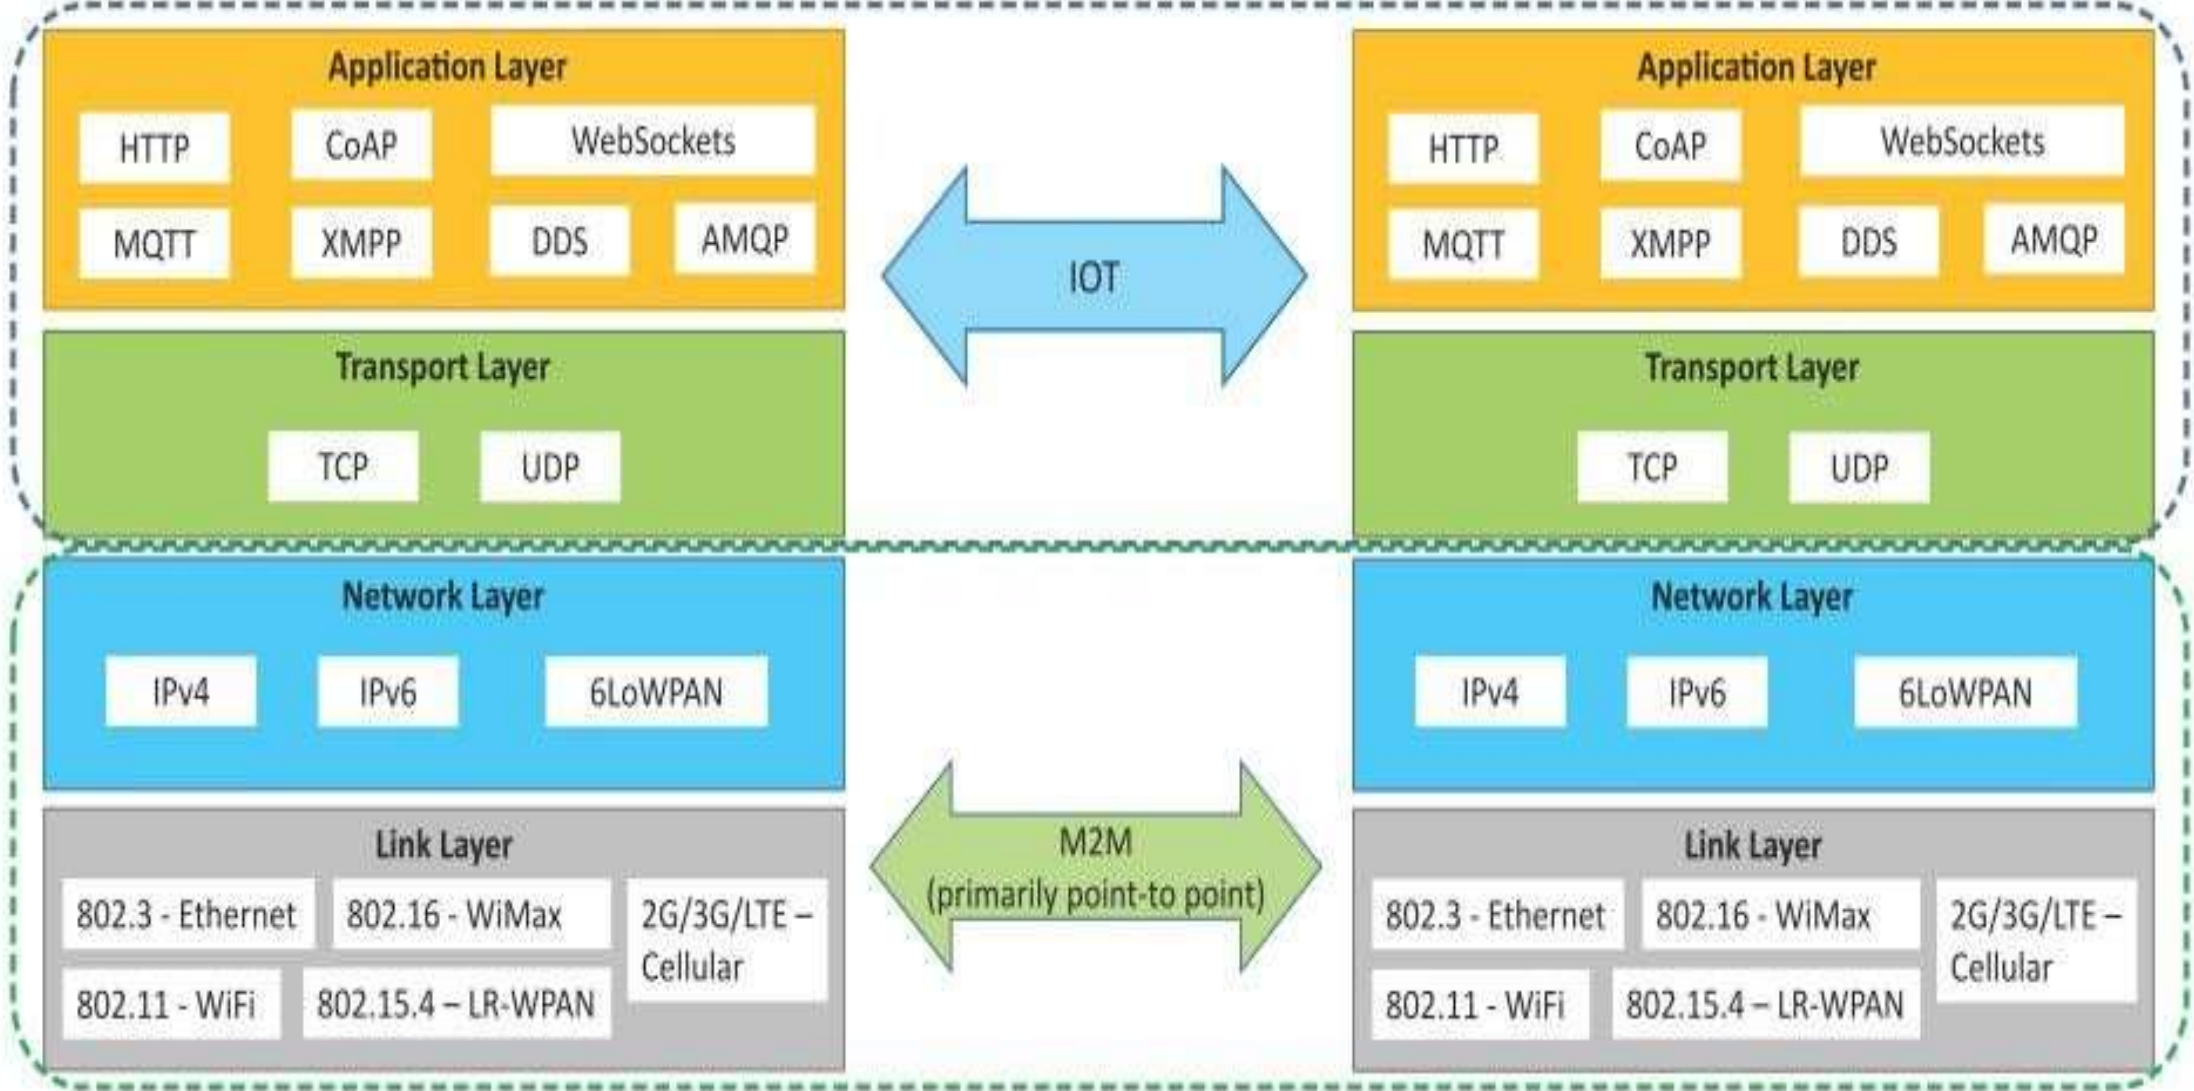 Application Layer
HTTP
CoAP
WebSockets
MQTT
XMPP
DDS
AMQP
Transport Layer
TCP
UDP
Network Layer
IPv4
IPv6
6LoWPAN
Link Layer
802.3 - Ethernet
802.16 - WiMax
2G/3G/LTE –
Cellular
802.11 - WiFi
802.15.4 – LR-WPAN
IOT
M2M
(primarily point-to point)
Application Layer
HTTP
CoAP
WebSockets
MQTT
XMPP
DDS
AMQP
Transport Layer
TCP
UDP
Network Layer
IPv4
IPv6
6LoWPAN
Link Layer
802.3 - Ethernet
802.16 - WiMax
2G/3G/LTE –
Cellular
802.11 - WiFi
802.15.4 – LR-WPAN